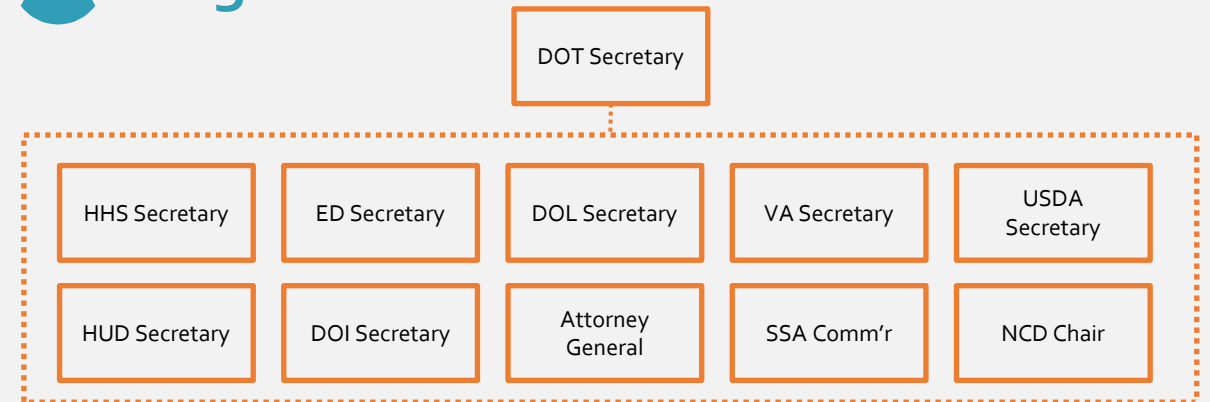 DOT Secretary
HHS Secretary
ED Secretary
DOL Secretary
VA Secretary
USDA
Secretary
HUD Secretary
DOI Secretary
Attorney
General
SSA Comm'r
NCD Chair